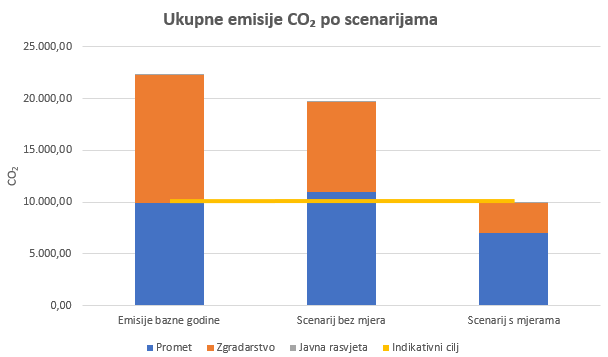 Ukupne emisije CO₂ po scenarijama
25.000,00
20.000,00
15.000,00
10.000,00
5.000,00
0,00
CO₂
Emisije bazne godine
Scenarij bez mjera
Scenarij s mjerama
Promet
Zgradarstvo
Javna rasvjeta
Indikativni cilj